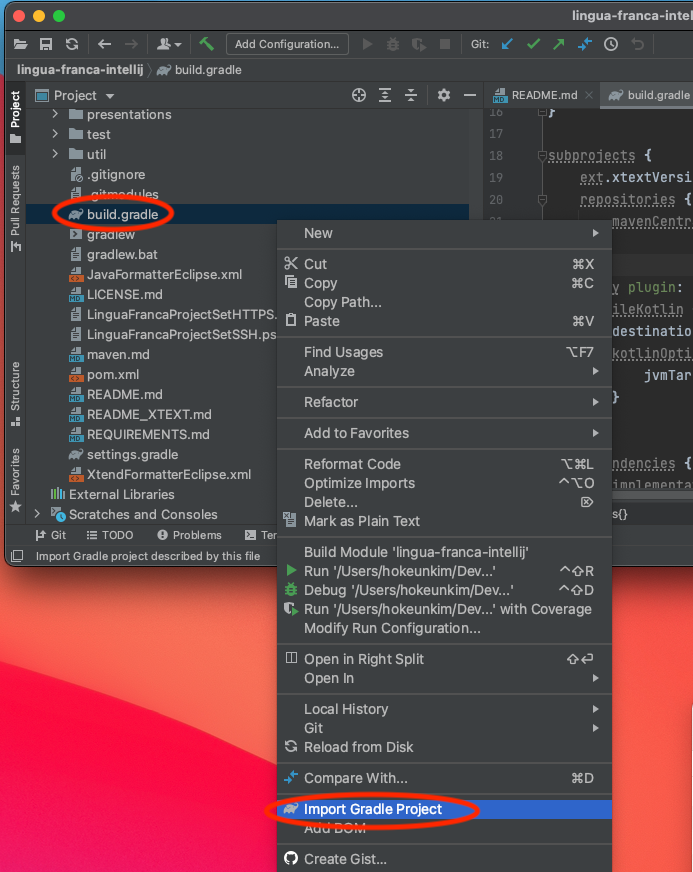 lingua-franca-intellij
Add Configuration...
Git:
lingua-franca-intellij
build.gradle
Project
README.md
build.gradle
Project
Pull Requests
Structure
Favorites
presentations
test
util
.gitignore
.gitmodules
build.gradle
gradlew
gradlew.bat
JavaFormatterEclipse.xml
LICENSE.md
LinguaFrancaProjectSetHTTPS.
LinguaFrancaProjectSetSSH.ps
maven.md
pom.xml
README.md
README_XTEXT.md
REQUIREMENTS.md
settings.gradle
XtendFormatterEclipse.xml
External Libraries
Scratches and Consoles
16 }
17
18 subprojects {
19 ext.xtextVersi
20 repositories {
mavenCentr
y plugin:
ileKotlin
destinatio
kotlinOpti
jvmTar
}
ndencies {
implementa
s{}
Git
TODO
Problems
Ter
Import Gradle project described by this file
New
Cut ⌘X
Copy ⌘C
Copy Path...
Paste ⌘V
Find Usages ⌥F7
Analyze
Refactor
Add to Favorites
Reformat Code ⌥⌘L
Optimize Imports ⌃⌥O
Delete... ⌦
Mark as Plain Text
Build Module 'lingua-franca-intellij'
Run '/Users/hokeunkim/Dev...' ⌃⇧R
Debug '/Users/hokeunkim/Dev...' ⌃⇧D
Run '/Users/hokeunkim/Dev...' with Coverage
Modify Run Configuration...
Open in Right Split ⇧⏎
Open In
Local History
Git
Reload from Disk
Compare With... ⌘D
Import Gradle Project
Add BOM
Create Gist...